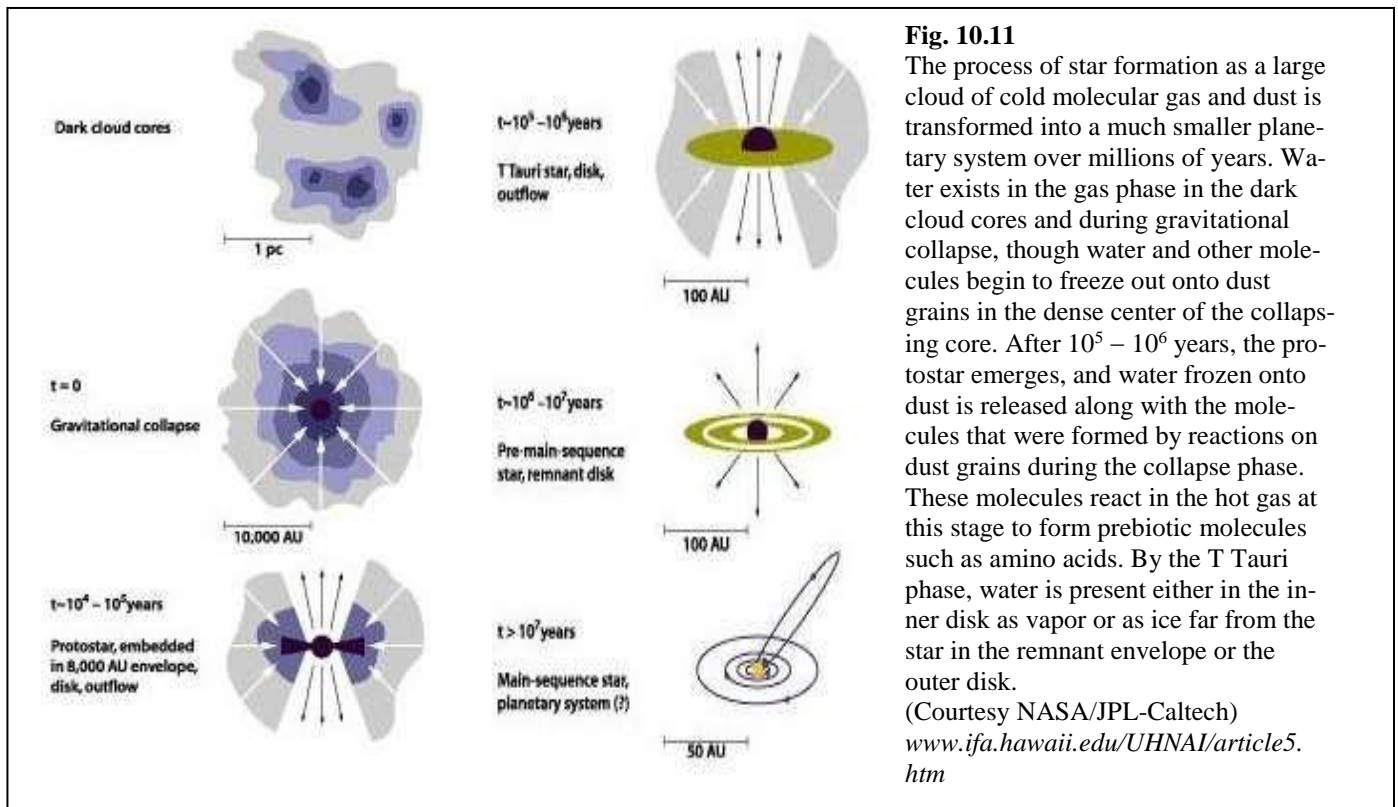 Dark cloud cores
1 pc
t = 0
Gravitational collapse
10,000 AU
t~10⁴ – 10⁵years
Protostar, embedded
in 8,000 AU envelope,
disk, outflow
t~10⁵ –10⁶years
T Tauri star, disk,
outflow
100 AU
t~10⁶ –10⁷years
Pre-main-sequence
star, remnant disk
100 AU
t > 10⁷years
Main-sequence star,
planetary system (?)
50 AU
Fig. 10.11
The process of star formation as a large
cloud of cold molecular gas and dust is
transformed into a much smaller plane-
tary system over millions of years. Wa-
ter exists in the gas phase in the dark
cloud cores and during gravitational
collapse, though water and other mole-
cules begin to freeze out onto dust
grains in the dense center of the collaps-
ing core. After 10⁵ – 10⁶ years, the pro-
tostar emerges, and water frozen onto
dust is released along with the mole-
cules that were formed by reactions on
dust grains during the collapse phase.
These molecules react in the hot gas at
this stage to form prebiotic molecules
such as amino acids. By the T Tauri
phase, water is present either in the in-
ner disk as vapor or as ice far from the
star in the remnant envelope or the
outer disk.
(Courtesy NASA/JPL-Caltech)
www.ifa.hawaii.edu/UHNAI/article5.
htm